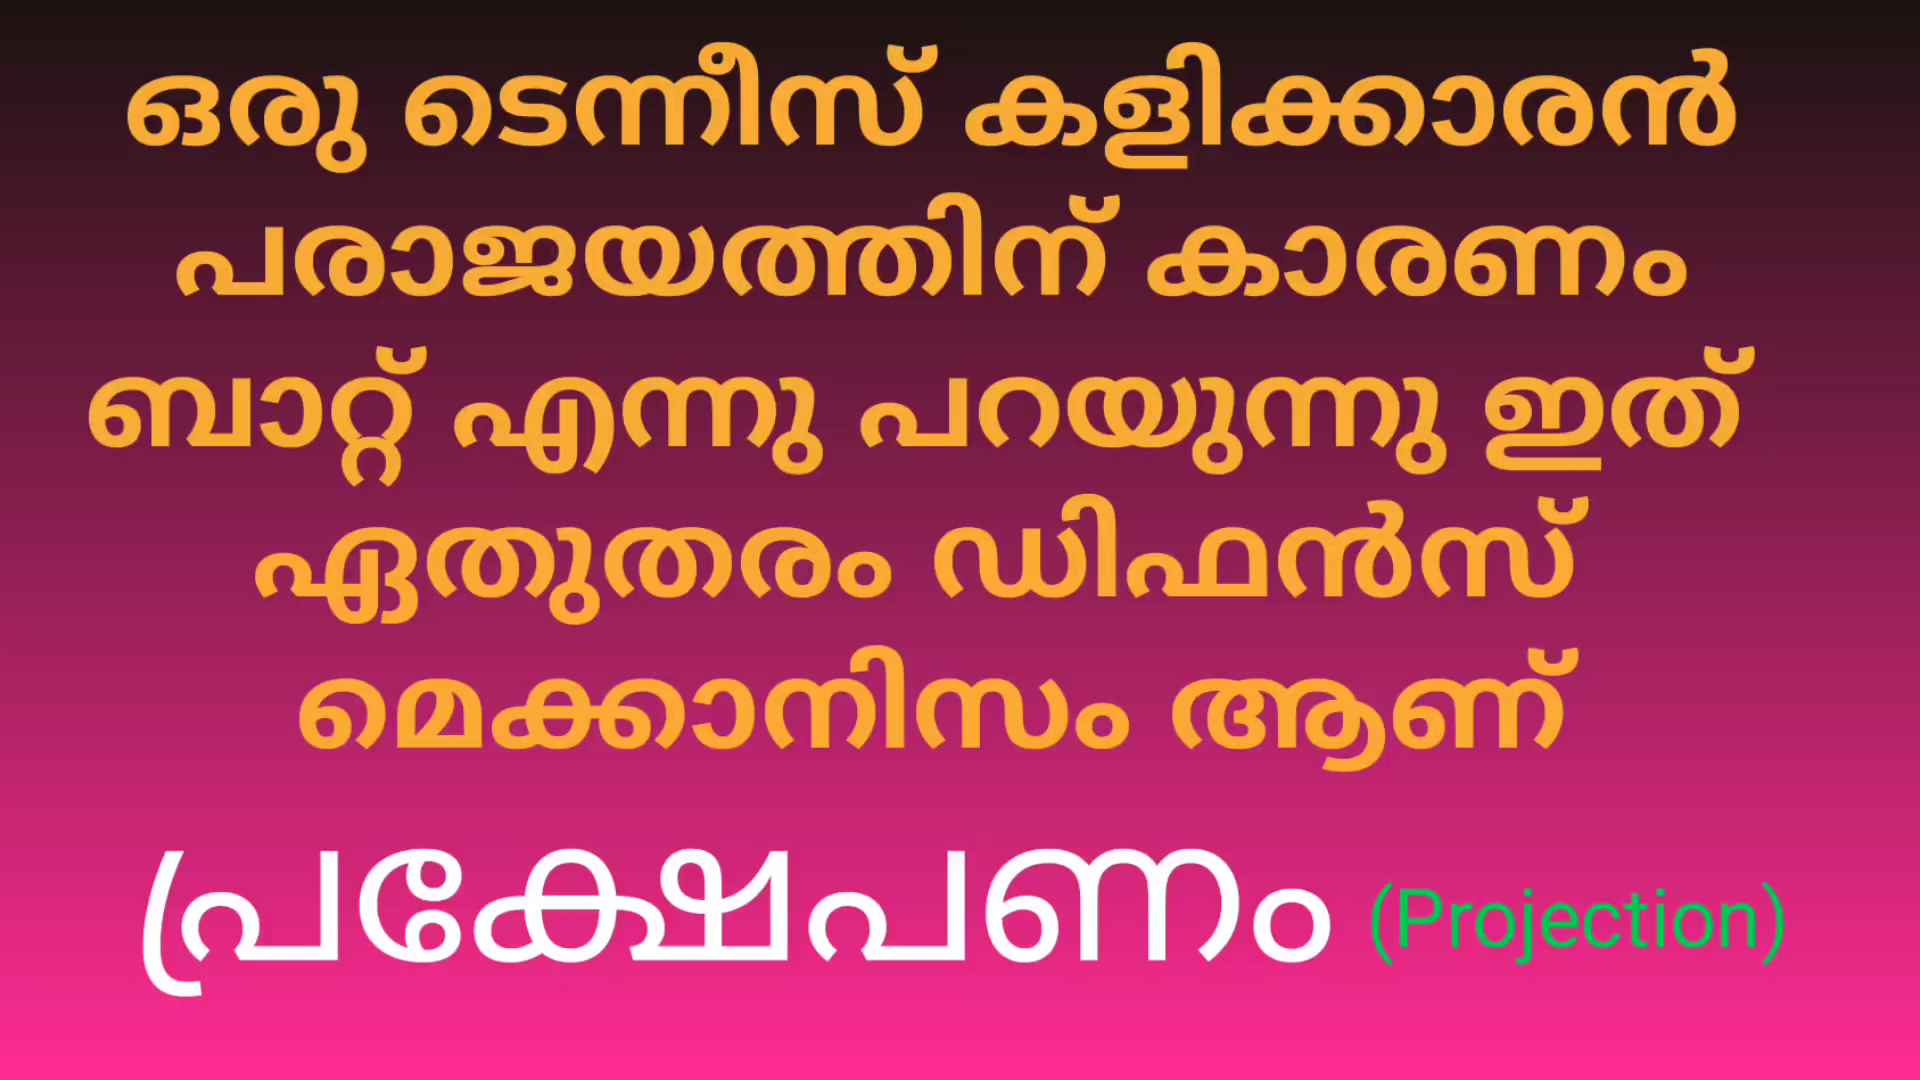 ഒരു ടെന്നീസ് കളിക്കാരൻ
പരാജയത്തിന് കാരണം
ബാറ്റ് എന്നു പറയുന്നു ഇത്
ഏതുതരം ഡിഫൻസ്
മെക്കാനിസം ആണ്
പ്രക്ഷേപണം (Projection)